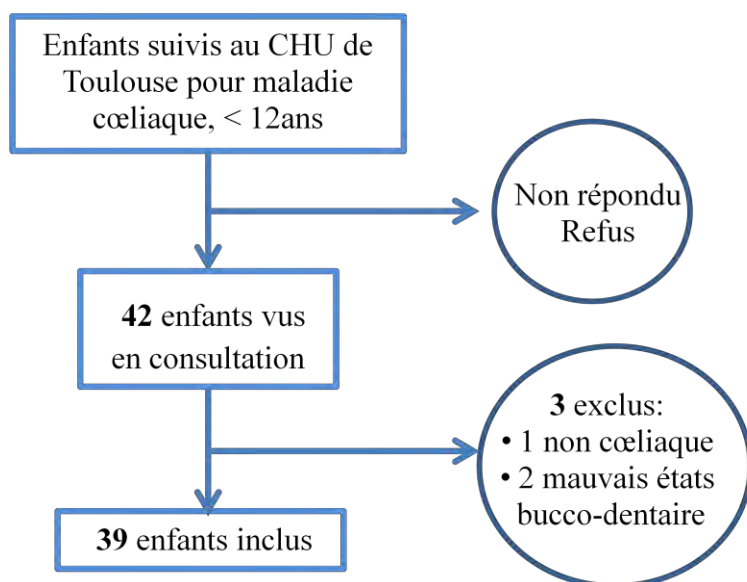 Enfants suivis au CHU de
Toulouse pour maladie
cœliaque, < 12ans
Non répondu
Refus
42 enfants vus
en consultation
3 exclus:
• 1 non cœliaque
• 2 mauvais états
bucco-dentaire
39 enfants inclus